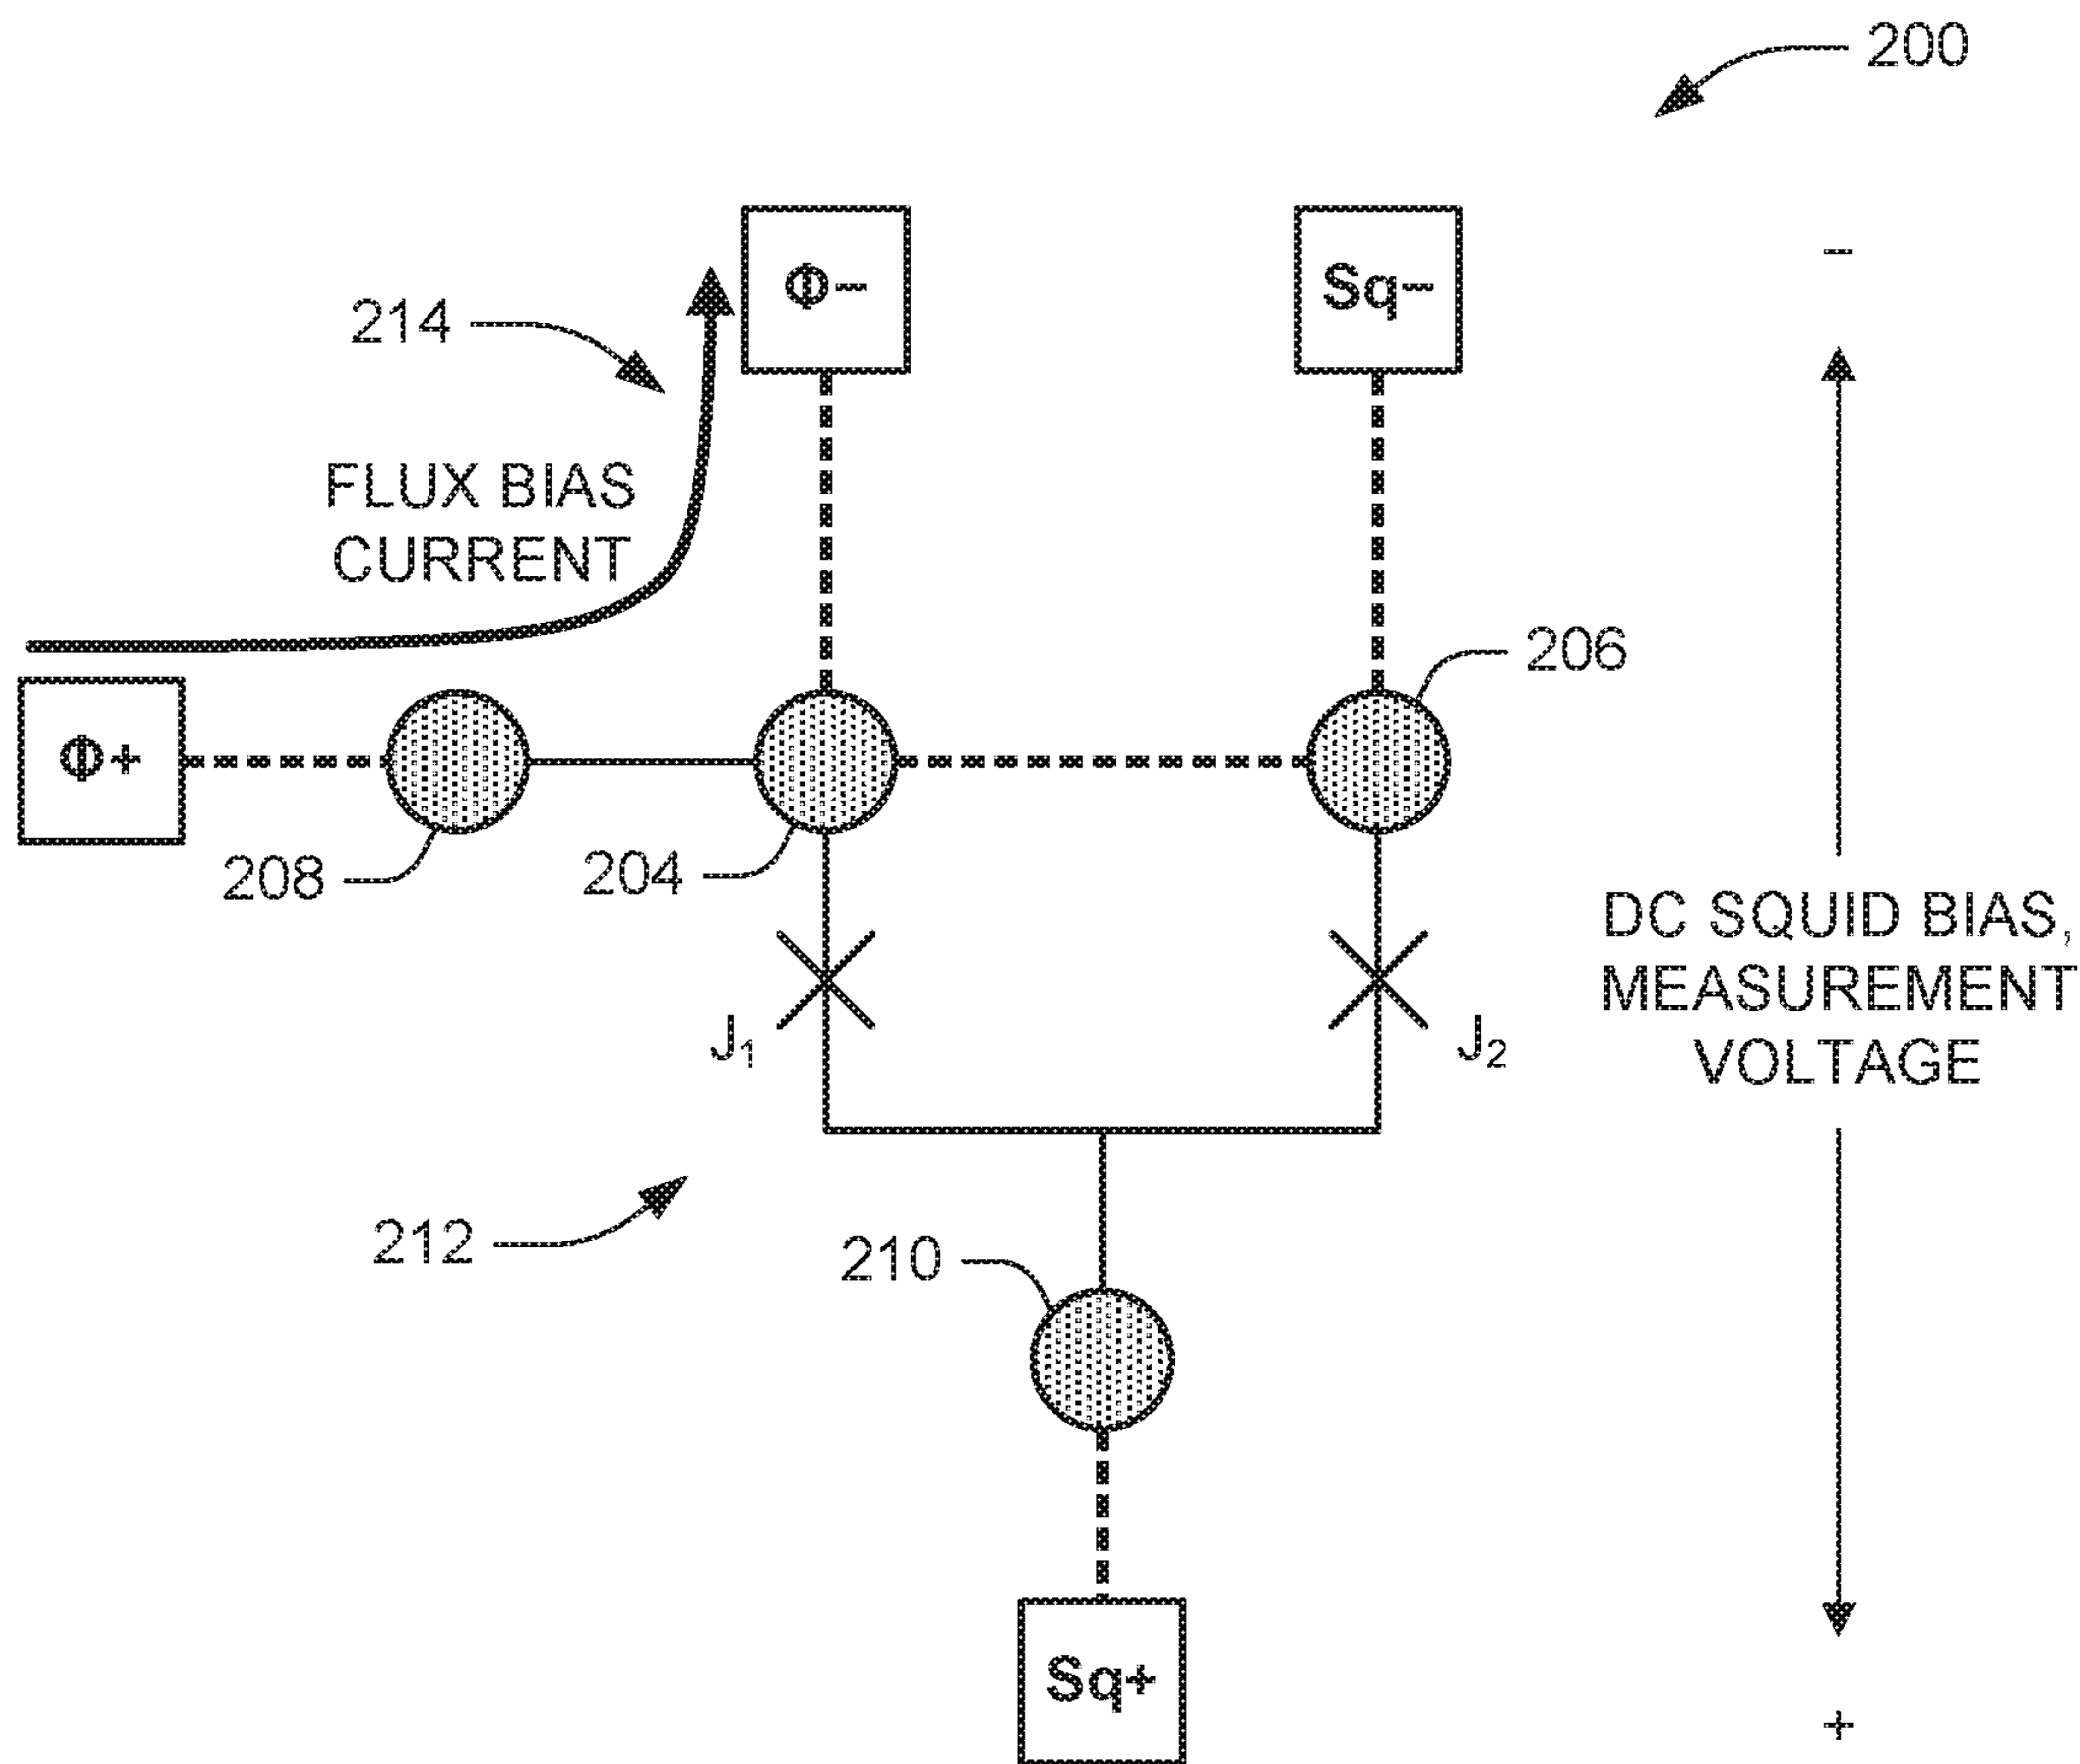 200
Φ−
Sq−
−
214
FLUX BIAS
CURRENT
206
Φ+
208
204
DC SQUID BIAS,
MEASUREMENT
VOLTAGE
J₁
J₂
212
210
Sq+
+